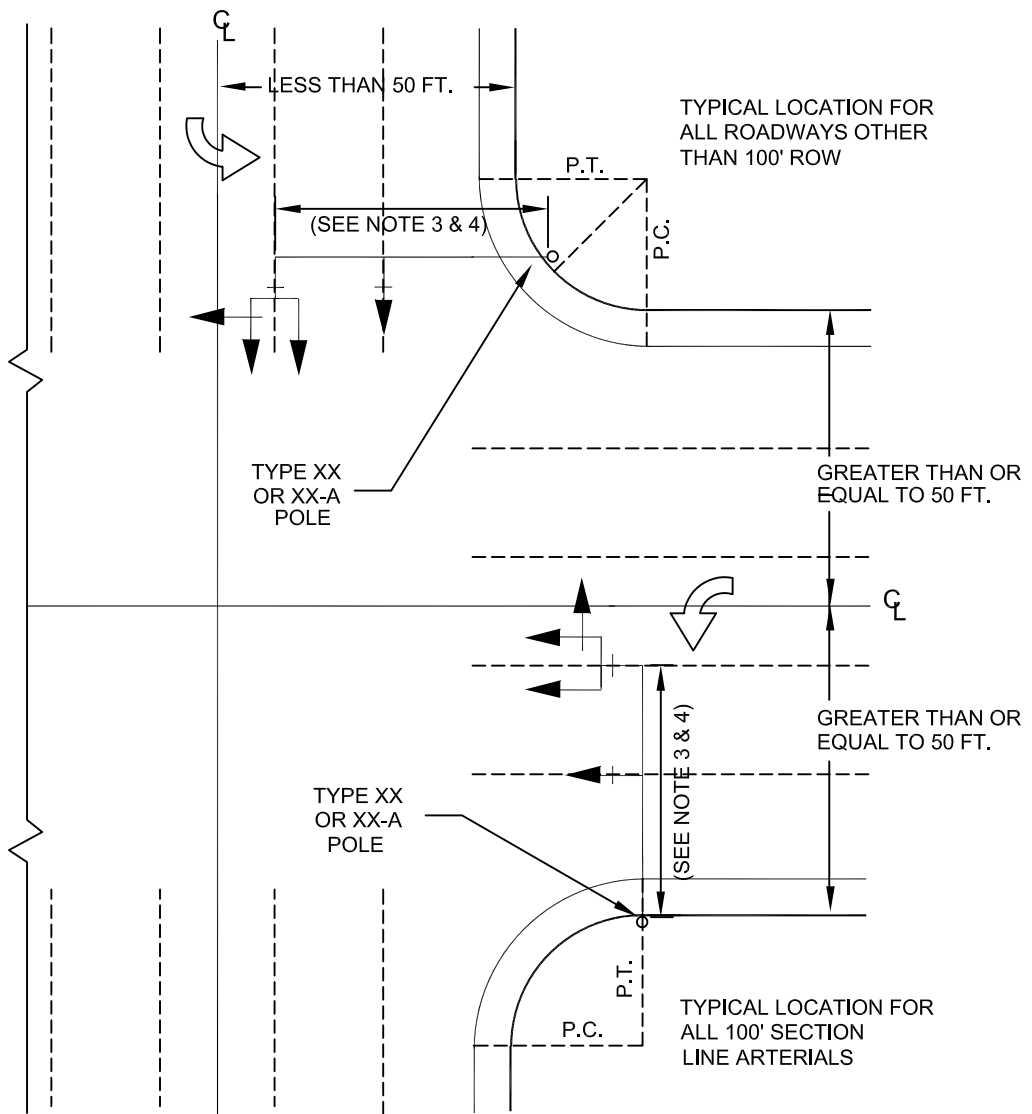 ℄
LESS THAN 50 FT.
TYPICAL LOCATION FOR
ALL ROADWAYS OTHER
THAN 100' ROW
P.T.
(SEE NOTE 3 & 4)
P.C.
TYPE XX
OR XX-A
POLE
GREATER THAN OR
EQUAL TO 50 FT.
℄
(SEE NOTE 3 & 4)
GREATER THAN OR
EQUAL TO 50 FT.
TYPE XX
OR XX-A
POLE
P.T.
P.C.
TYPICAL LOCATION FOR
ALL 100' SECTION
LINE ARTERIALS